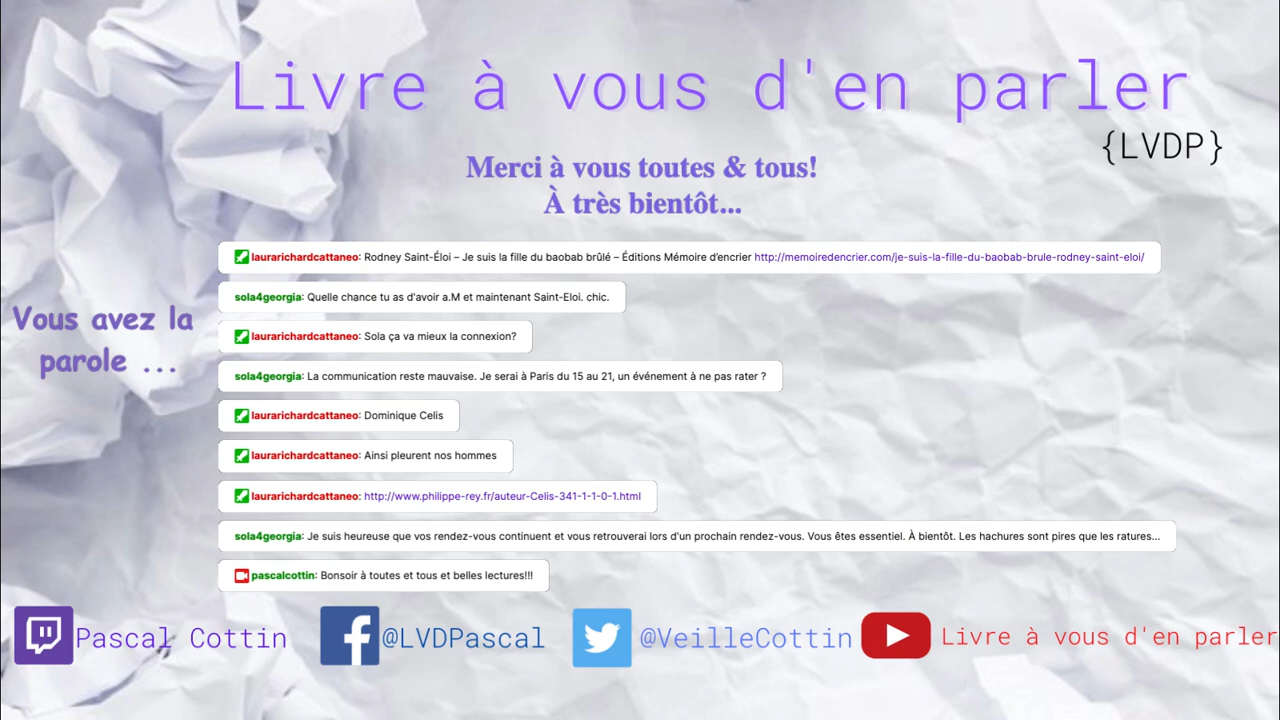 Livre à vous d'en parler
{LVDP}
Merci à vous toutes & tous!
À très bientôt...
Vous avez la
parole ...
laurarichardcattaneo: Rodney Saint-Éloi – Je suis la fille du baobab brûlé – Éditions Mémoire d'encrier http://memoiredencrier.com/je-suis-la-fille-du-baobab-brule-rodney-saint-eloi/
sola4georgia: Quelle chance tu as d'avoir a.M et maintenant Saint-Eloi. chic.
laurarichardcattaneo: Sola ça va mieux la connexion?
sola4georgia: La communication reste mauvaise. Je serai à Paris du 15 au 21, un événement à ne pas rater ?
laurarichardcattaneo: Dominique Celis
laurarichardcattaneo: Ainsi pleurent nos hommes
laurarichardcattaneo: http://www.philippe-rey.fr/auteur-Celis-341-1-1-0-1.html
sola4georgia: Je suis heureuse que vos rendez-vous continuent et vous retrouverai lors d'un prochain rendez-vous. Vous êtes essentiel. À bientôt. Les hachures sont pires que les ratures...
pascalcottin: Bonsoir à toutes et tous et belles lectures!!!
Pascal Cottin @LVDPascal @VeilleCottin Livre à vous d'en parler